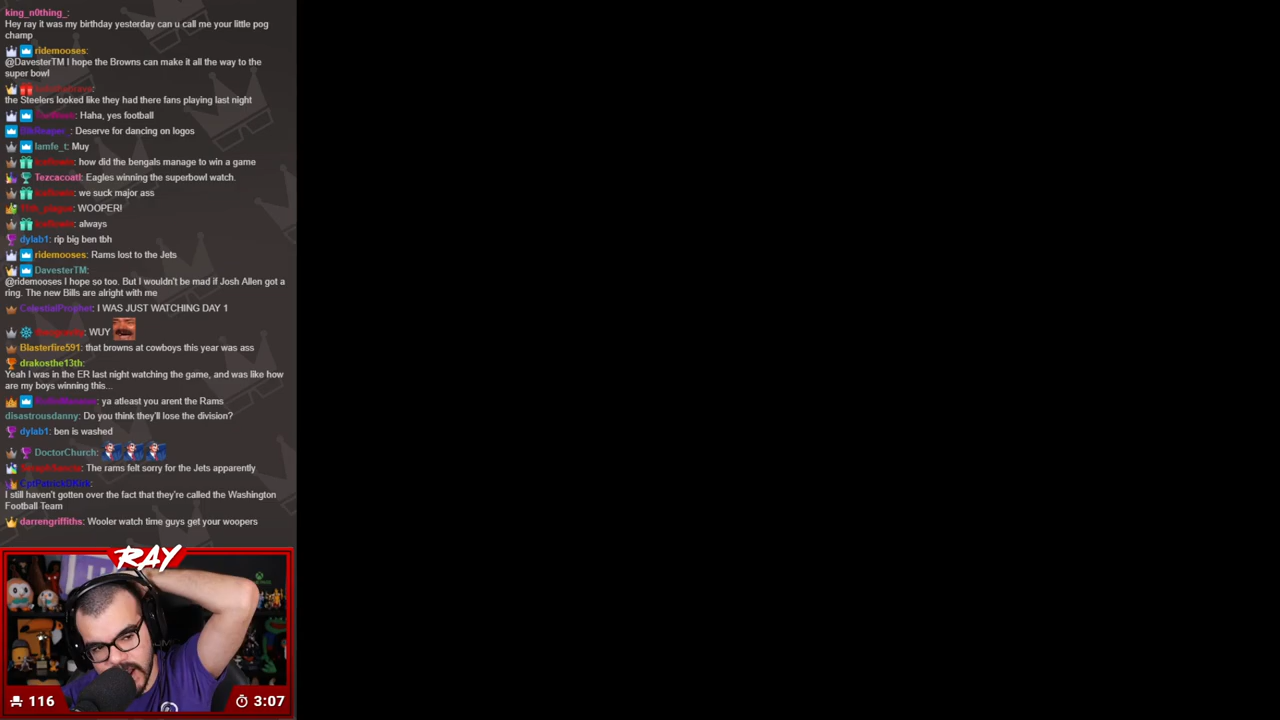 king_n0thing_:
Hey ray it was my birthday yesterday can u call me your little pog
champ
ridemooses:
@DavesterTM I hope the Browns can make it all the way to the
super bowl
the Steelers looked like they had there fans playing last night
Haha, yes football
Deserve for dancing on logos
lamfe_t: Muy
how did the bengals manage to win a game
Tezcacoatl: Eagles winning the superbowl watch.
we suck major ass
WOOPER!
always
dylab1: rip big ben tbh
ridemooses: Rams lost to the Jets
DavesterTM:
@ridemooses I hope so too. But I wouldn't be mad if Josh Allen got a
ring. The new Bills are alright with me
CelestialProphet: I WAS JUST WATCHING DAY 1
WUY
Blasterfire591: that browns at cowboys this year was ass
drakosthe13th:
Yeah I was in the ER last night watching the game, and was like how
are my boys winning this...
ya atleast you arent the Rams
disastrousdanny: Do you think they'll lose the division?
dylab1: ben is washed
DoctorChurch:
The rams felt sorry for the Jets apparently
CptPatrickDKirk:
I still haven't gotten over the fact that they're called the Washington
Football Team
darrengriffiths: Wooler watch time guys get your woopers
RAY
116
3:07